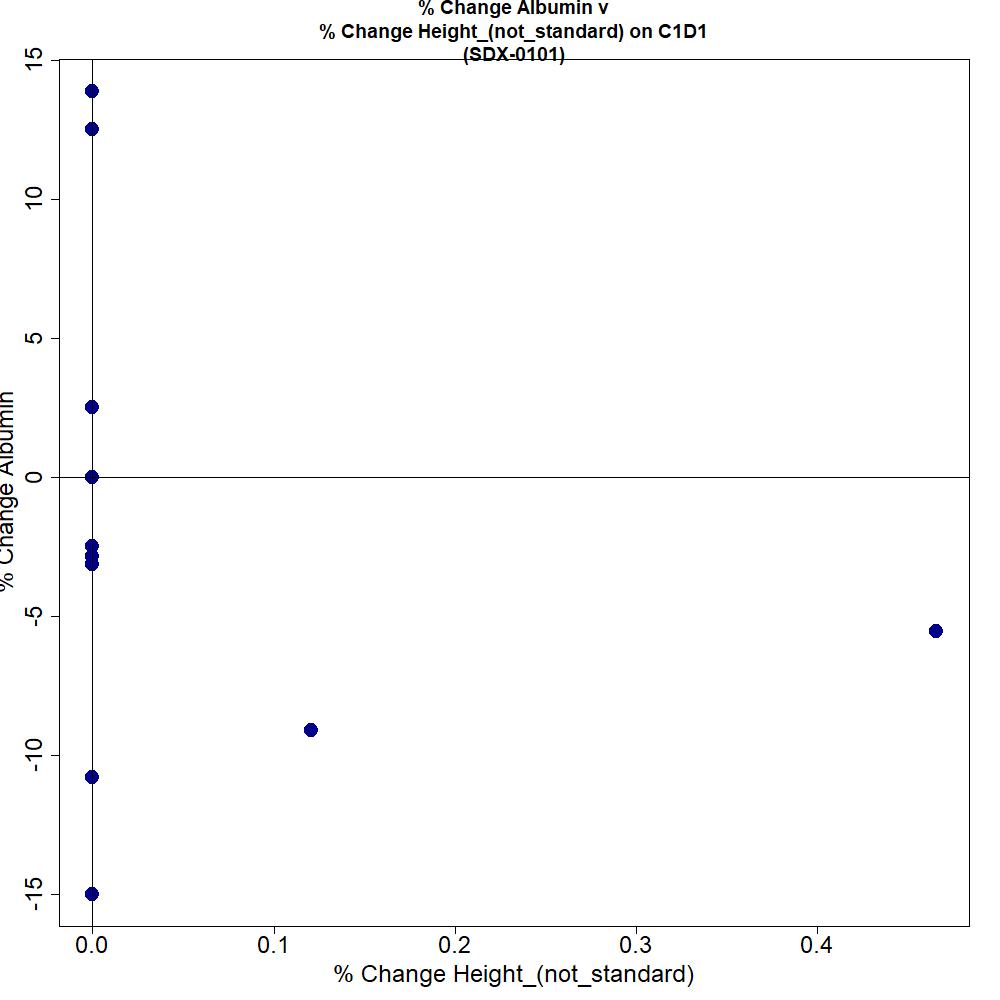 % Change Albumin v
% Change Height_(not_standard) on C1D1
(SDX-0101)
15
10
5
0
-5
-10
-15
% Change Albumin
0.0
0.1
0.2
0.3
0.4
% Change Height_(not_standard)